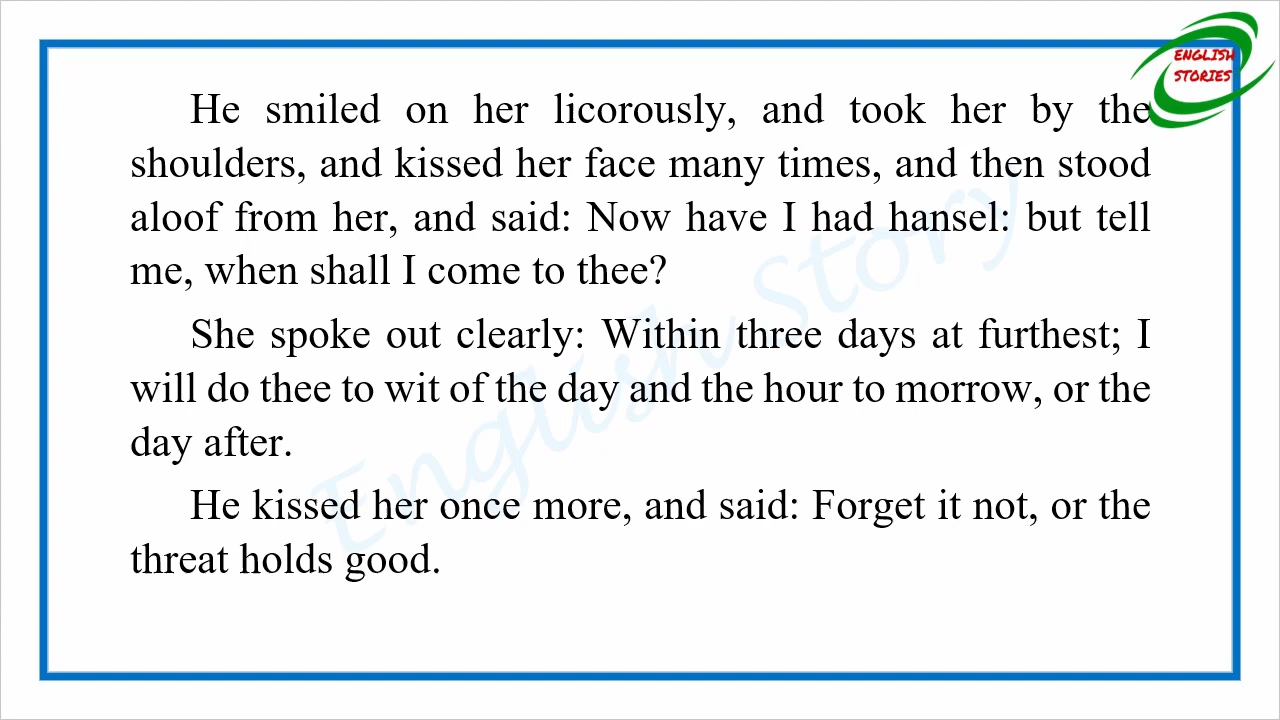 ENGLISH
STORIES
He smiled on her licorously, and took her by the
shoulders, and kissed her face many times, and then stood
aloof from her, and said: Now have I had hansel: but tell
me, when shall I come to thee?
She spoke out clearly: Within three days at furthest; I
will do thee to wit of the day and the hour to morrow, or the
day after.
He kissed her once more, and said: Forget it not, or the
threat holds good.
English Story